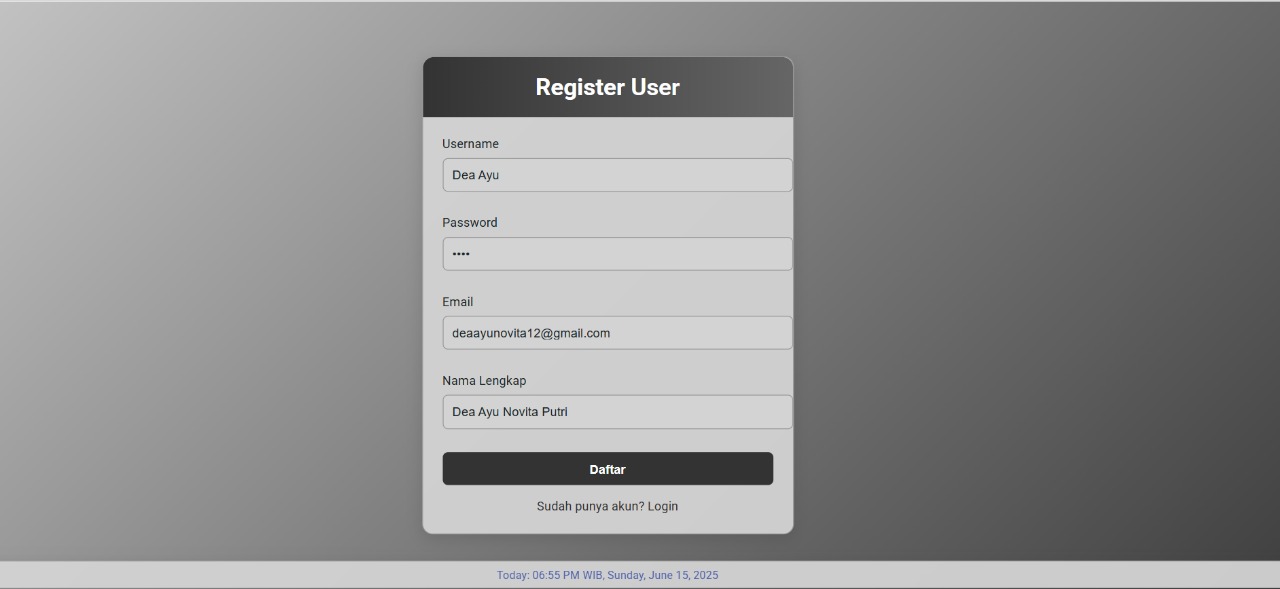 Register User
Username
Dea Ayu
Password
••••
Email
deaayunovita12@gmail.com
Nama Lengkap
Dea Ayu Novita Putri
Daftar
Sudah punya akun? Login
Today: 06:55 PM WIB, Sunday, June 15, 2025